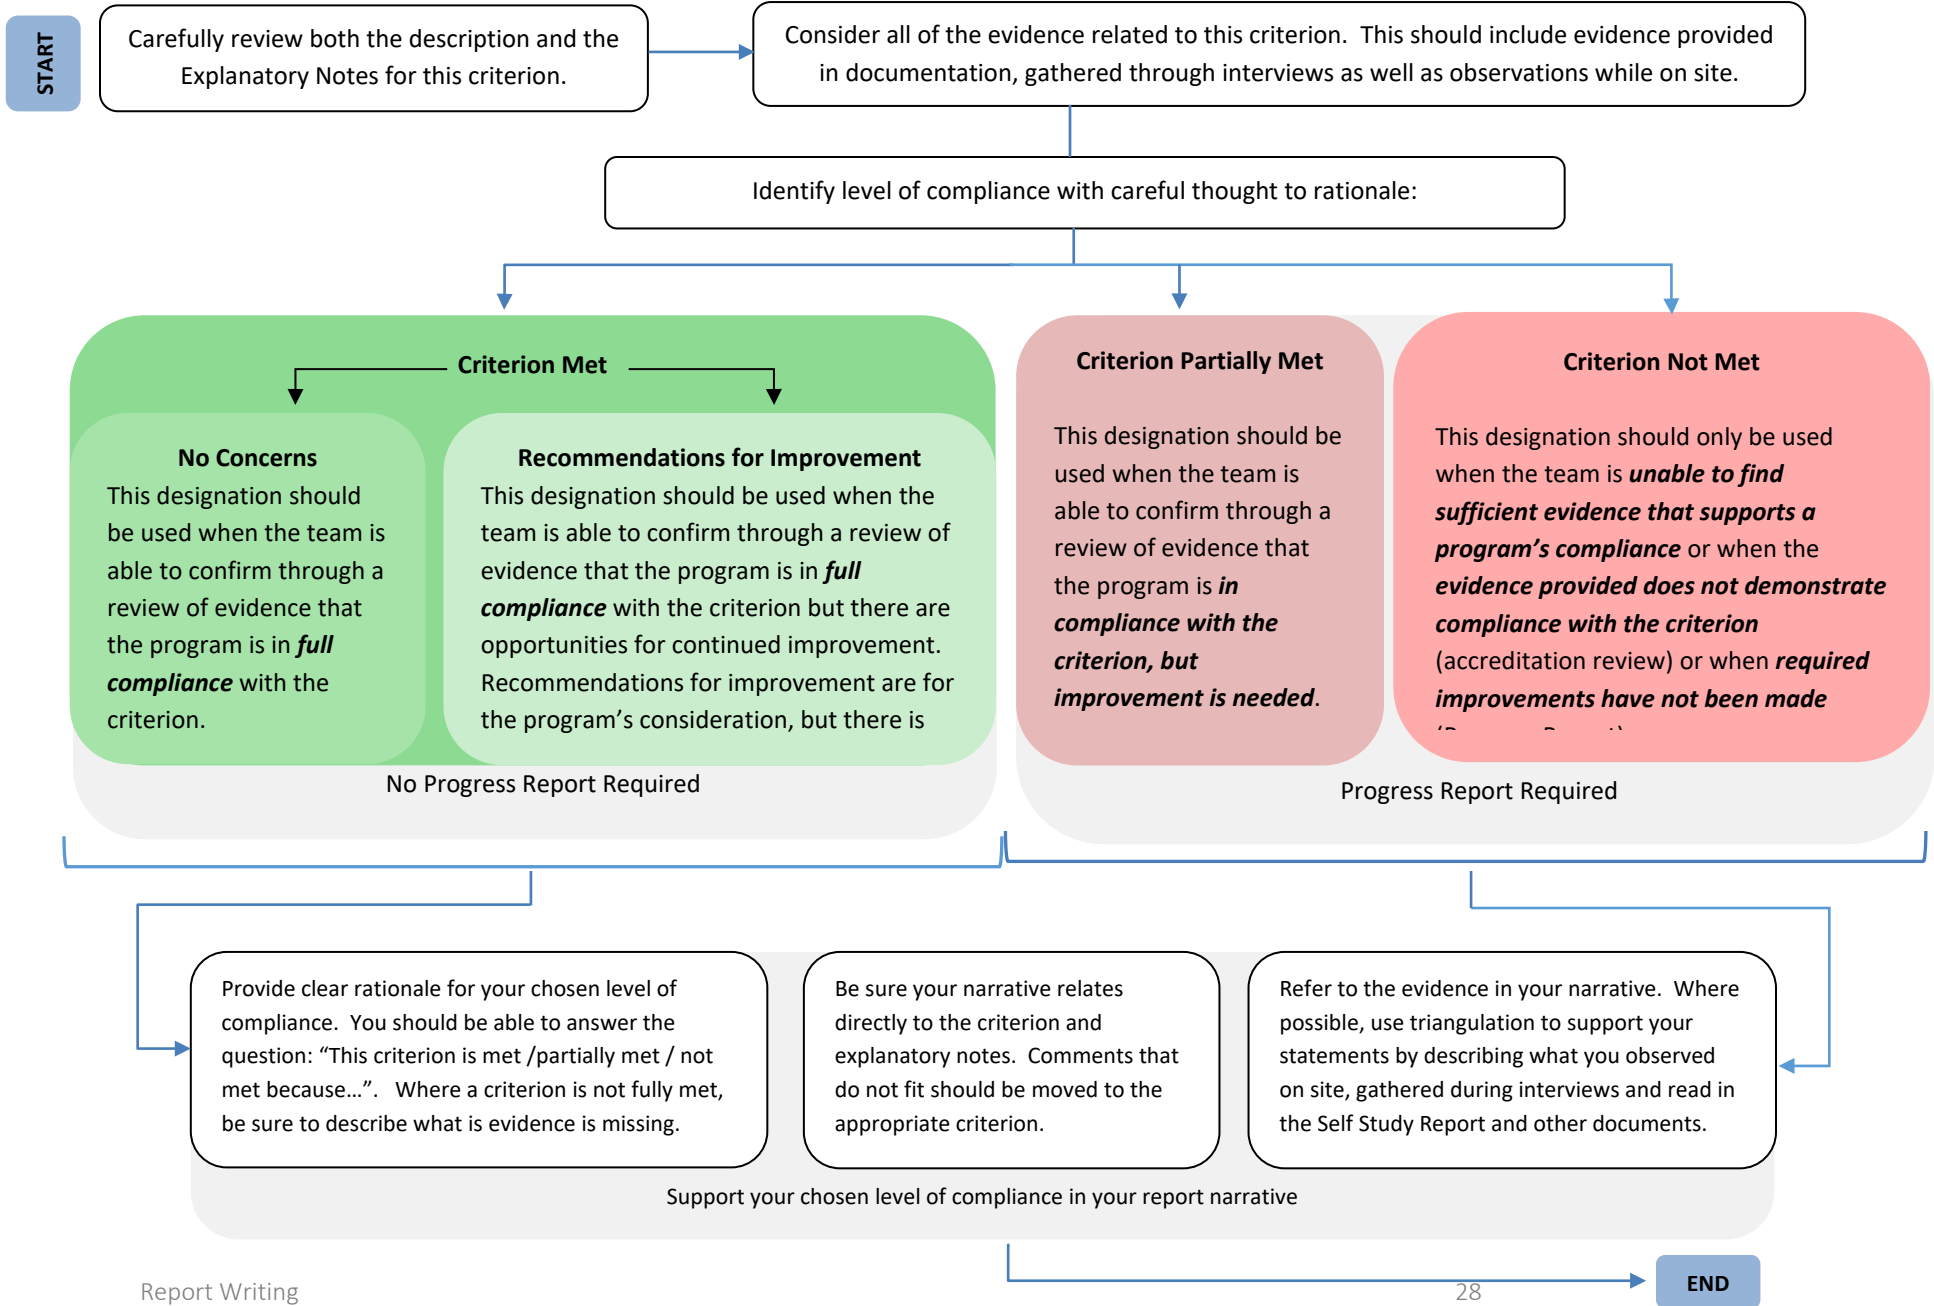 START
Carefully review both the description and the
Explanatory Notes for this criterion.
Consider all of the evidence related to this criterion.  This should include evidence provided
in documentation, gathered through interviews as well as observations while on site.
Identify level of compliance with careful thought to rationale:
Criterion Met
No Concerns
This designation should
be used when the team is
able to confirm through a
review of evidence that
the program is in full
compliance with the
criterion.
Recommendations for Improvement
This designation should be used when the
team is able to confirm through a review of
evidence that the program is in full
compliance with the criterion but there are
opportunities for continued improvement.
Recommendations for improvement are for
the program’s consideration, but there is
No Progress Report Required
Criterion Partially Met
This designation should be
used when the team is
able to confirm through a
review of evidence that
the program is in
compliance with the
criterion, but
improvement is needed.
Criterion Not Met
This designation should only be used
when the team is unable to find
sufficient evidence that supports a
program’s compliance or when the
evidence provided does not demonstrate
compliance with the criterion
(accreditation review) or when required
improvements have not been made
Progress Report Required
Provide clear rationale for your chosen level of
compliance.  You should be able to answer the
question: “This criterion is met /partially met / not
met because…”.   Where a criterion is not fully met,
be sure to describe what is evidence is missing.
Be sure your narrative relates
directly to the criterion and
explanatory notes.  Comments that
do not fit should be moved to the
appropriate criterion.
Refer to the evidence in your narrative.  Where
possible, use triangulation to support your
statements by describing what you observed
on site, gathered during interviews and read in
the Self Study Report and other documents.
Support your chosen level of compliance in your report narrative
END
Report Writing
28